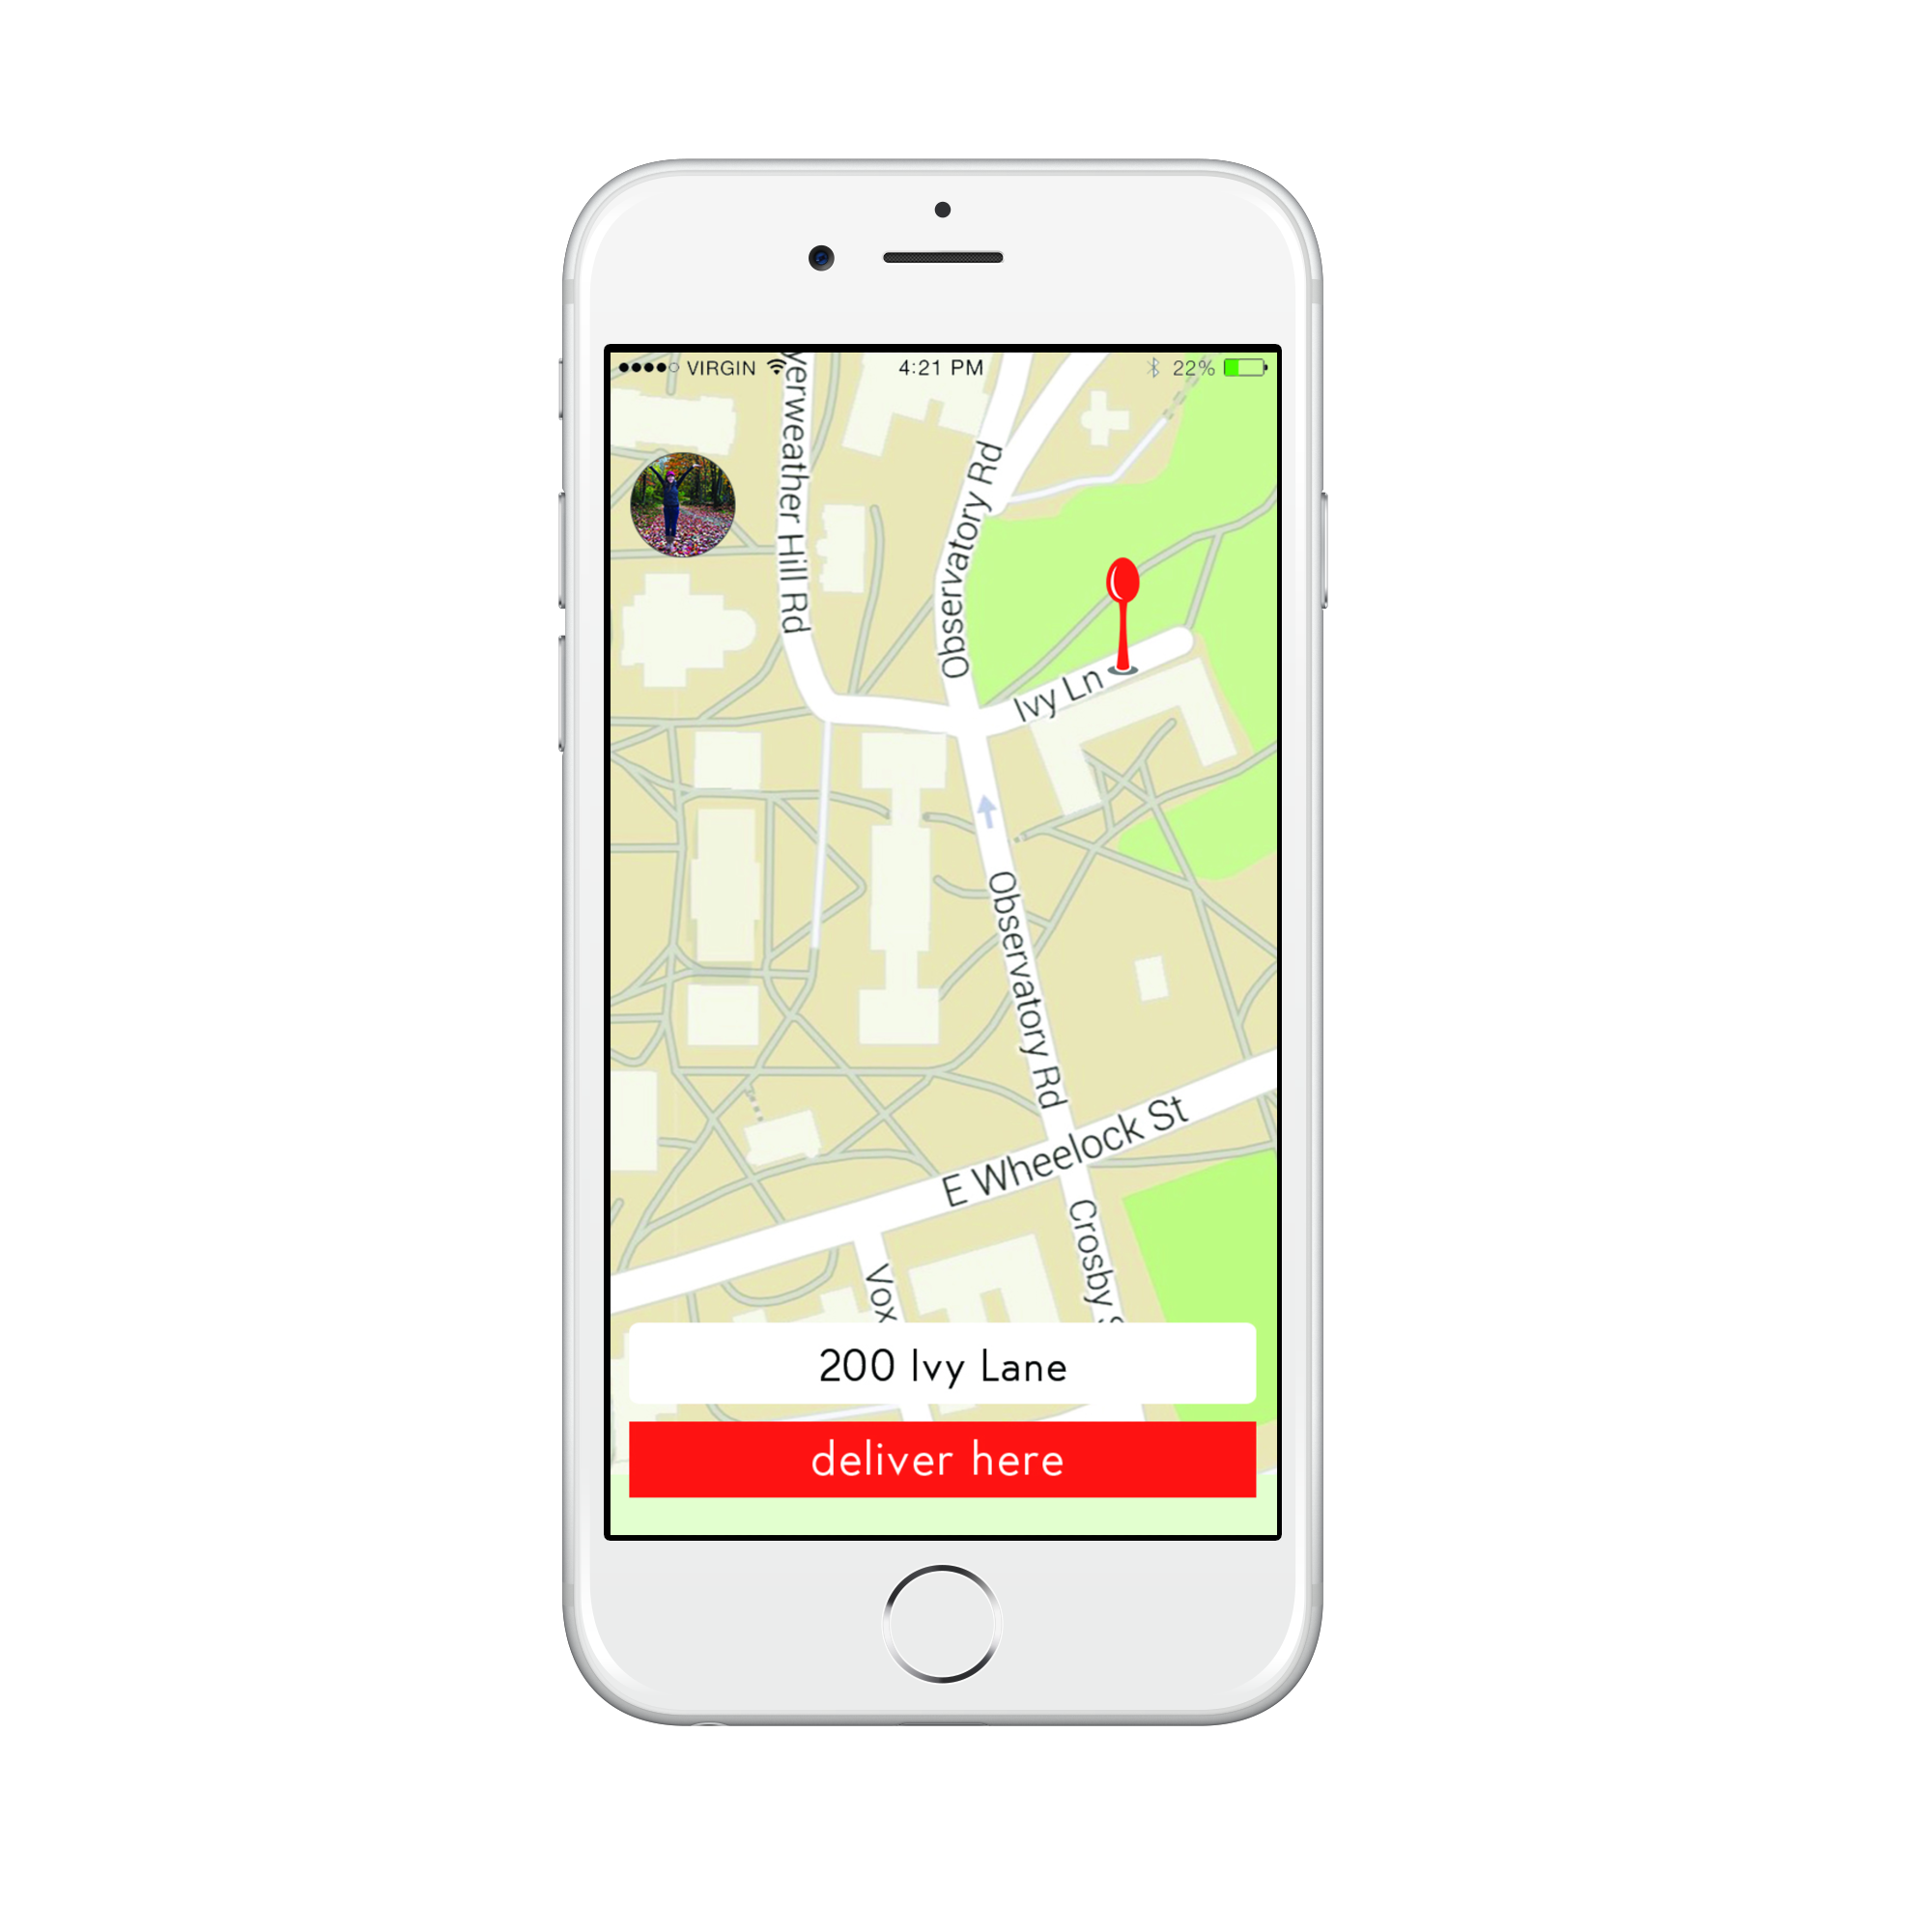 VIRGIN
4:21 PM
22%
yerweather Hill Rd
Observatory Rd
Ivy Ln
Observatory Rd
E Wheelock St
Crosby
Vox
200 Ivy Lane
deliver here